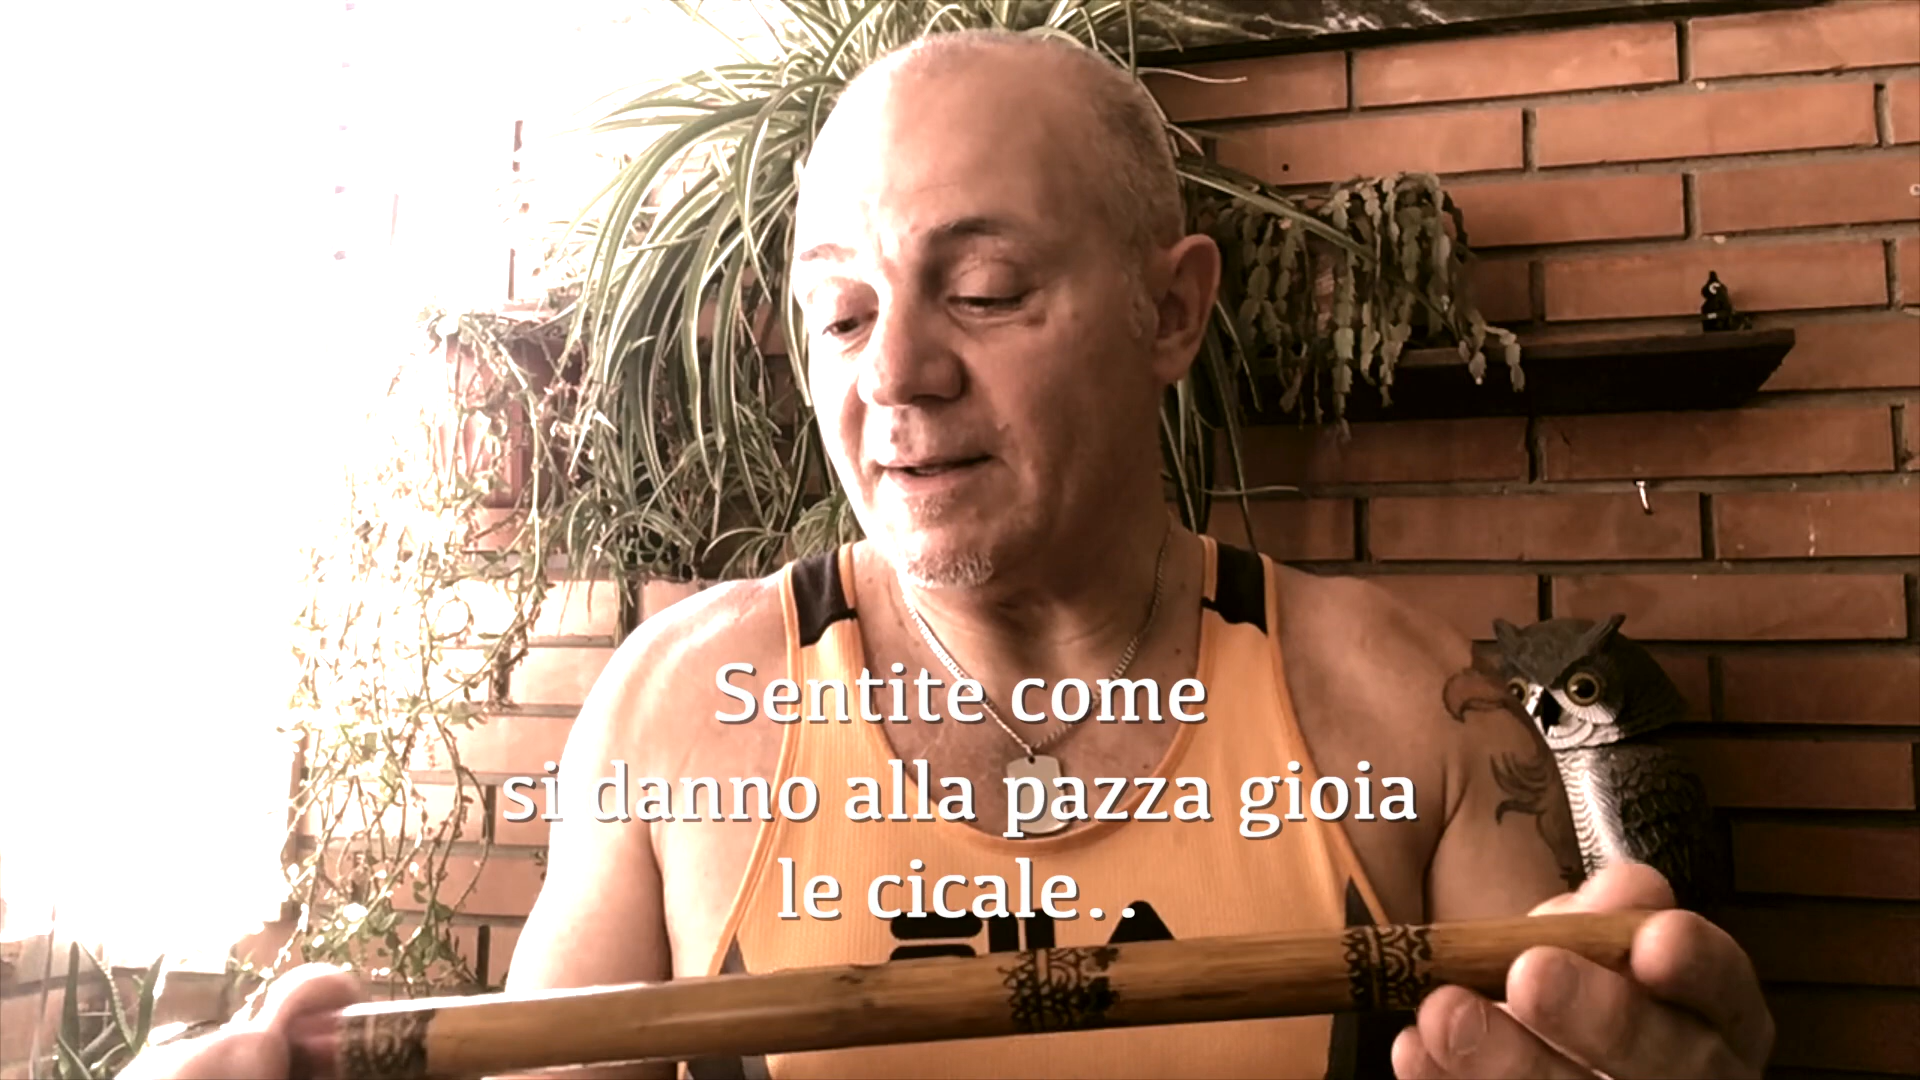 Sentite come
si danno alla pazza gioia
le cicale..